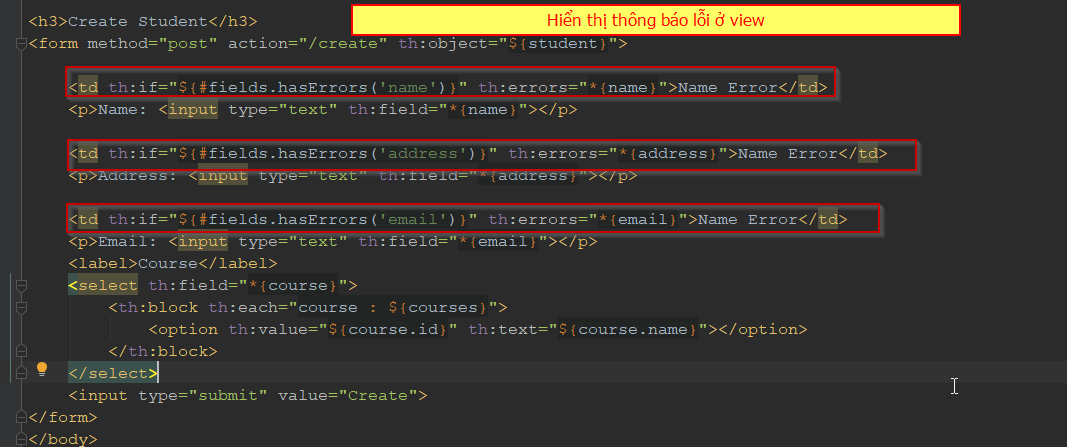 Hiển thị thông báo lỗi ở view
<h3>Create Student</h3>
<form method="post" action="/create" th:object="${student}">
<td th:if="${#fields.hasErrors('name')}" th:errors="*{name}">Name Error</td>
<p>Name: <input type="text" th:field="*{name}"></p>
<td th:if="${#fields.hasErrors('address')}" th:errors="*{address}">Name Error</td>
<p>Address: <input type="text" th:field="*{address}"></p>
<td th:if="${#fields.hasErrors('email')}" th:errors="*{email}">Name Error</td>
<p>Email: <input type="text" th:field="*{email}"></p>
<label>Course</label>
<select th:field="*{course}">
<th:block th:each="course : ${courses}">
<option th:value="${course.id}" th:text="${course.name}"></option>
</th:block>
</select>
<input type="submit" value="Create">
</form>
</body>